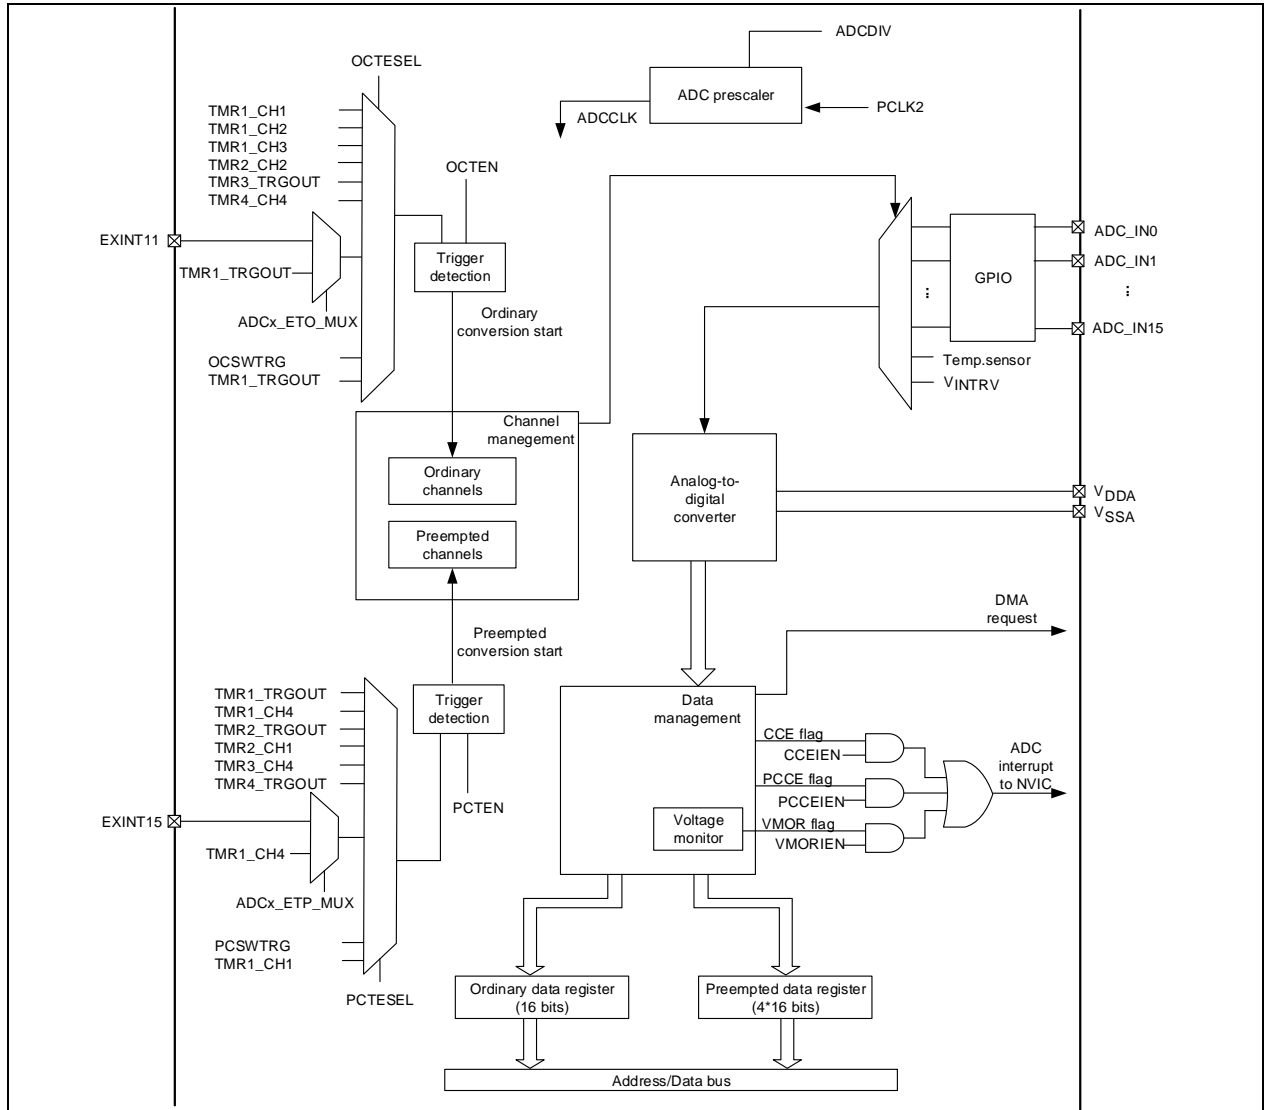 ADCDIV
OCTESEL
ADC prescaler
ADCCLK
PCLK2
TMR1_CH1
TMR1_CH2
TMR1_CH3
TMR2_CH2
TMR3_TRGOUT
TMR4_CH4
OCTEN
EXINT11
TMR1_TRGOUT
ADCx_ETO_MUX
OCSWTRG
TMR1_TRGOUT
Trigger
detection
Ordinary
conversion start
GPIO
ADC_IN0
ADC_IN1
⋮
⋮
ADC_IN15
Temp.sensor
VINTRV
Channel
manegement
Ordinary
channels
Preempted
channels
Analog-to-
digital
converter
VDDA
VSSA
DMA
request
Preempted
conversion start
TMR1_TRGOUT
TMR1_CH4
TMR2_TRGOUT
TMR2_CH1
TMR3_CH4
TMR4_TRGOUT
Trigger
detection
PCTEN
EXINT15
TMR1_CH4
ADCx_ETP_MUX
PCSWTRG
TMR1_CH1
PCTESEL
Data
management
CCE flag
CCEIEN
PCCE flag
PCCEIEN
Voltage
monitor
VMOR flag
VMORIEN
ADC
interrupt
to NVIC
Ordinary data register
(16 bits)
Preempted data register
(4*16 bits)
Address/Data bus